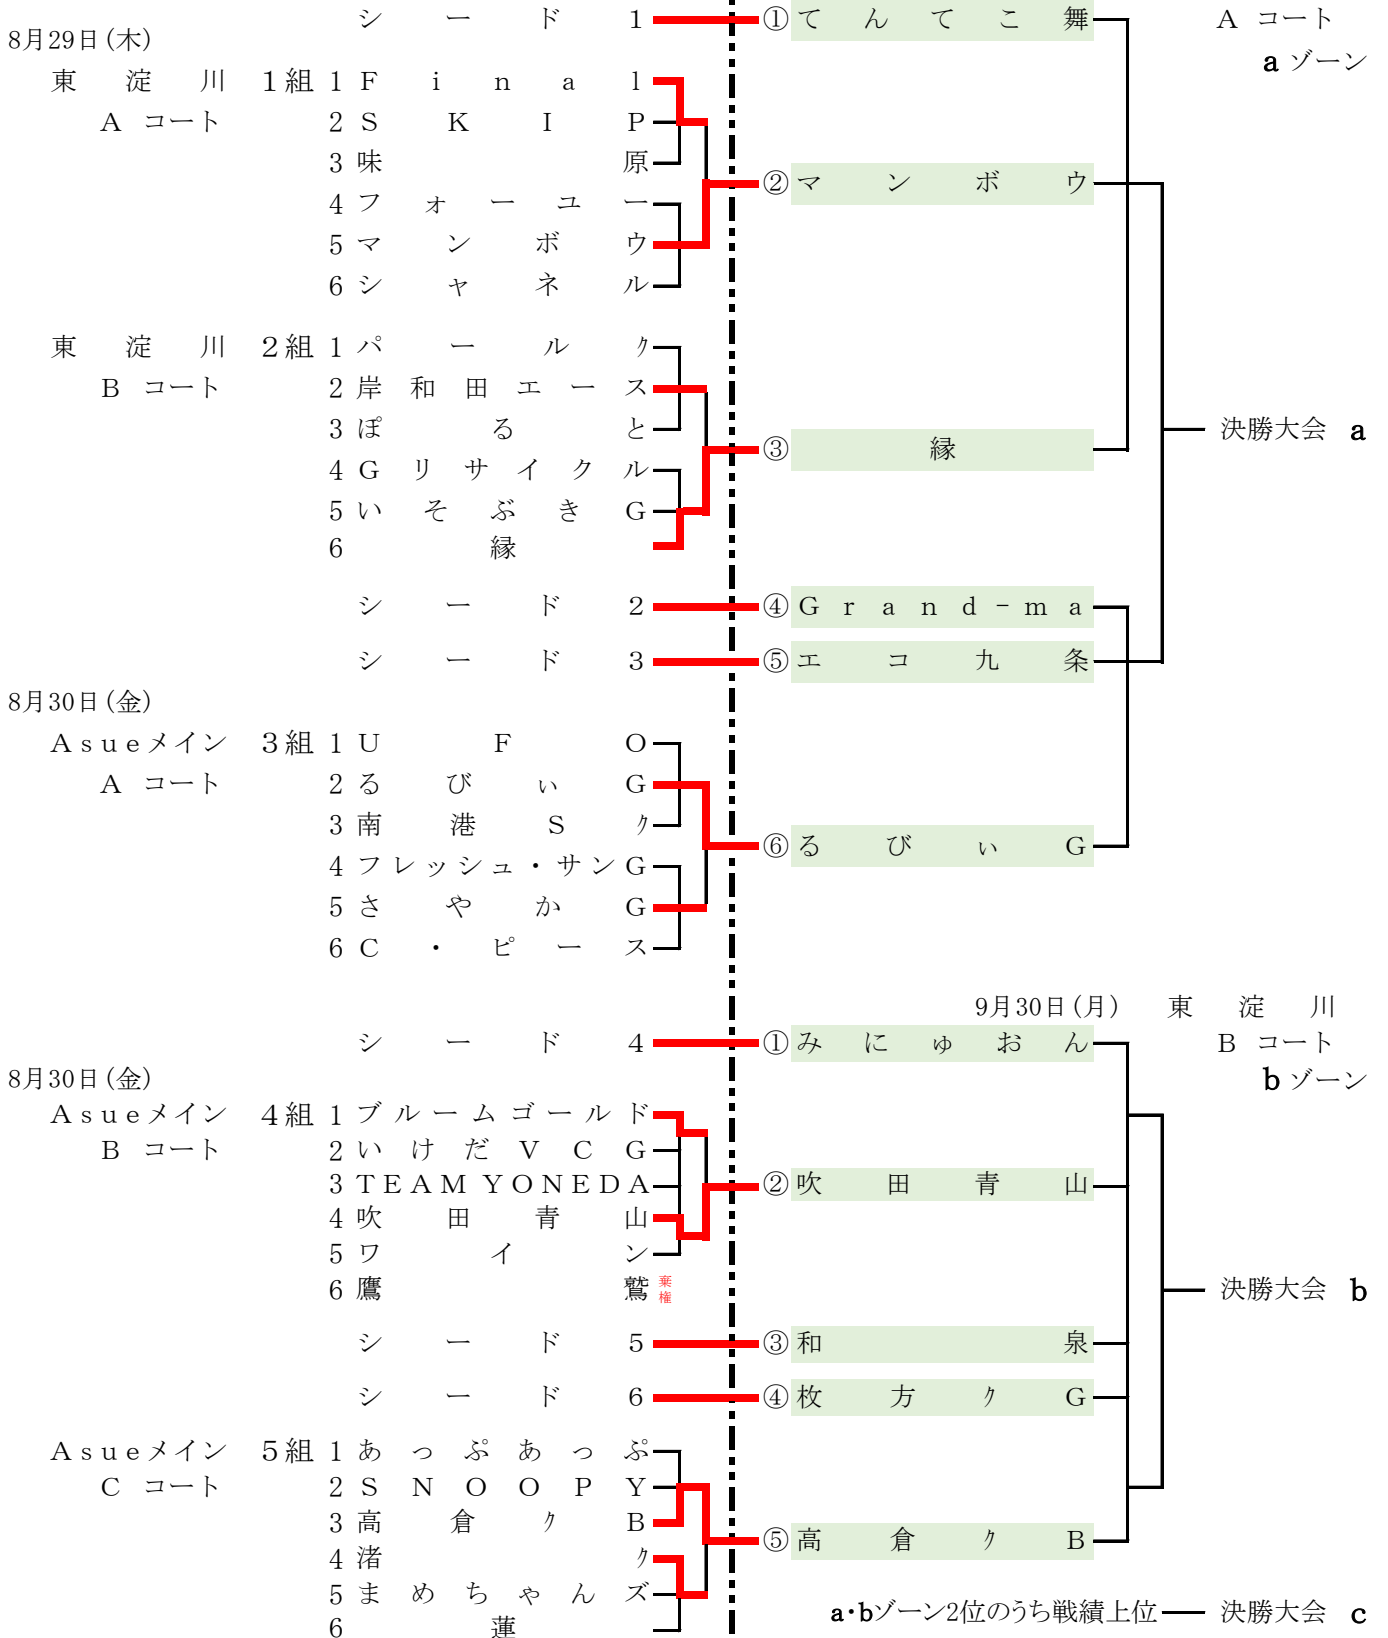 シード1 ①てんてこ舞 A コート
8月29日(木)
aゾーン
東淀川 1組 1 Final
A コート 2 SKIP
3 味原
②マンボウ
4 フォーユー
5 マンボウ
6 シャネル
東淀川 2組 1 パールク
B コート 2 岸和田エース
3 ぽると 決勝大会 a
③縁
4 Gリサイクル
5 いそぶきG
6 縁
シード2 ④Grand-ma
シード3 ⑤エコ九条
8月30日(金)
Asueメイン 3組 1 UFO
A コート 2 るびぃG
3 南港Sク
⑥るびぃG
4 フレッシュ・サンG
5 さやかG
6 C・ピース
9月30日(月) 東淀川
シード4 ①みにゅおん B コート
8月30日(金) bゾーン
Asueメイン 4組 1 ブルームゴールド
B コート 2 いけだVCG
3 TEAM YONEDA ②吹田青山
4 吹田青山
5 ワイン
6 鷹鷲 棄権 決勝大会 b
シード5 ③和泉
シード6 ④枚方クG
Asueメイン 5組 1 あっぷあっぷ
C コート 2 SNOOPY
3 高倉クB
⑤高倉クB
4 渚ク
5 まめちゃんズ
a・bゾーン2位のうち戦績上位 決勝大会 c
6 蓮